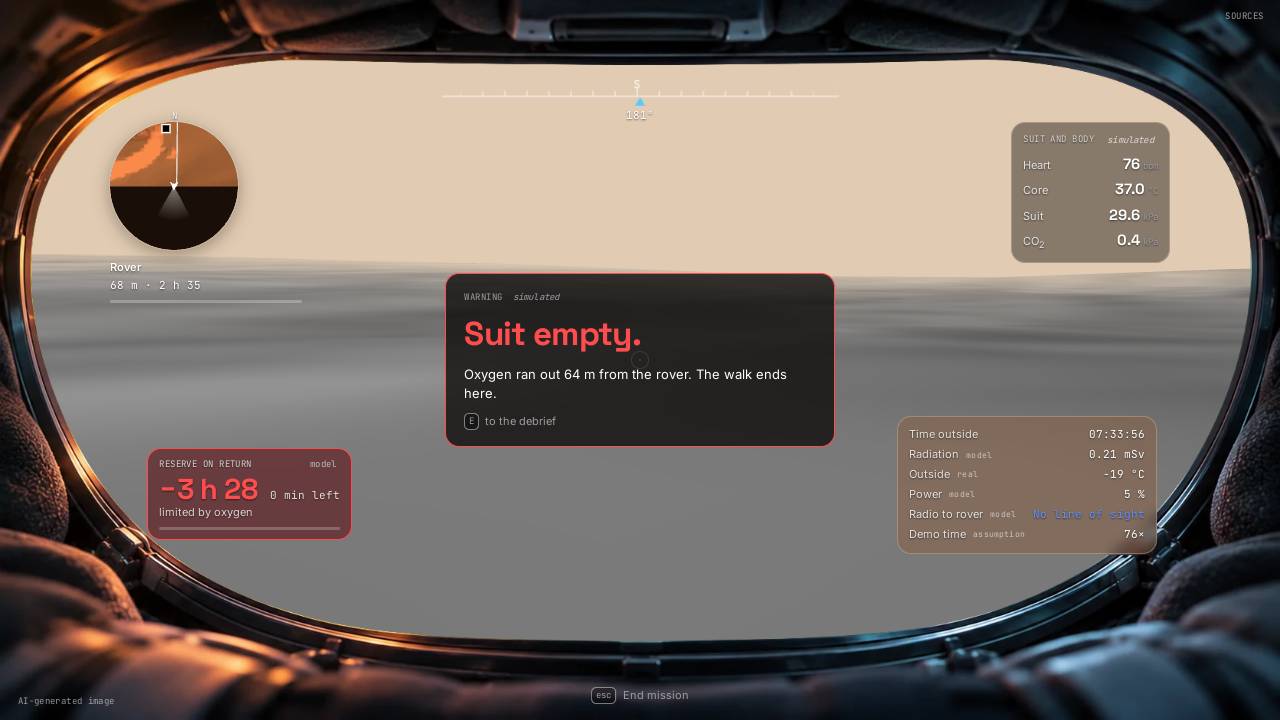 SOURCES
S
181°
N
Rover
68 m · 2 h 35
SUIT AND BODY simulated
Heart 76 bpm
Core 37.0 °C
Suit 29.6 kPa
CO2 0.4 kPa
WARNING simulated
Suit empty.
Oxygen ran out 64 m from the rover. The walk ends
here.
E to the debrief
RESERVE ON RETURN model
−3 h 28 0 min left
limited by oxygen
Time outside 07:33:56
Radiation model 0.21 mSv
Outside real -19 °C
Power model 5 %
Radio to rover model No line of sight
Demo time assumption 76×
esc End mission
AI-generated image